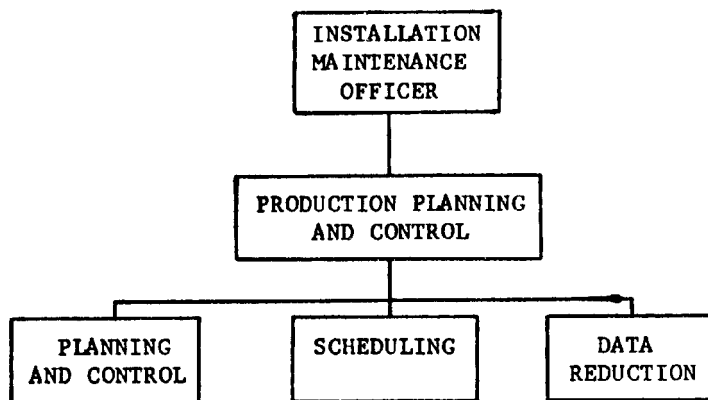 INSTALLATION
MAINTENANCE
OFFICER
PRODUCTION PLANNING
AND CONTROL
PLANNING
AND CONTROL
SCHEDULING
DATA
REDUCTION